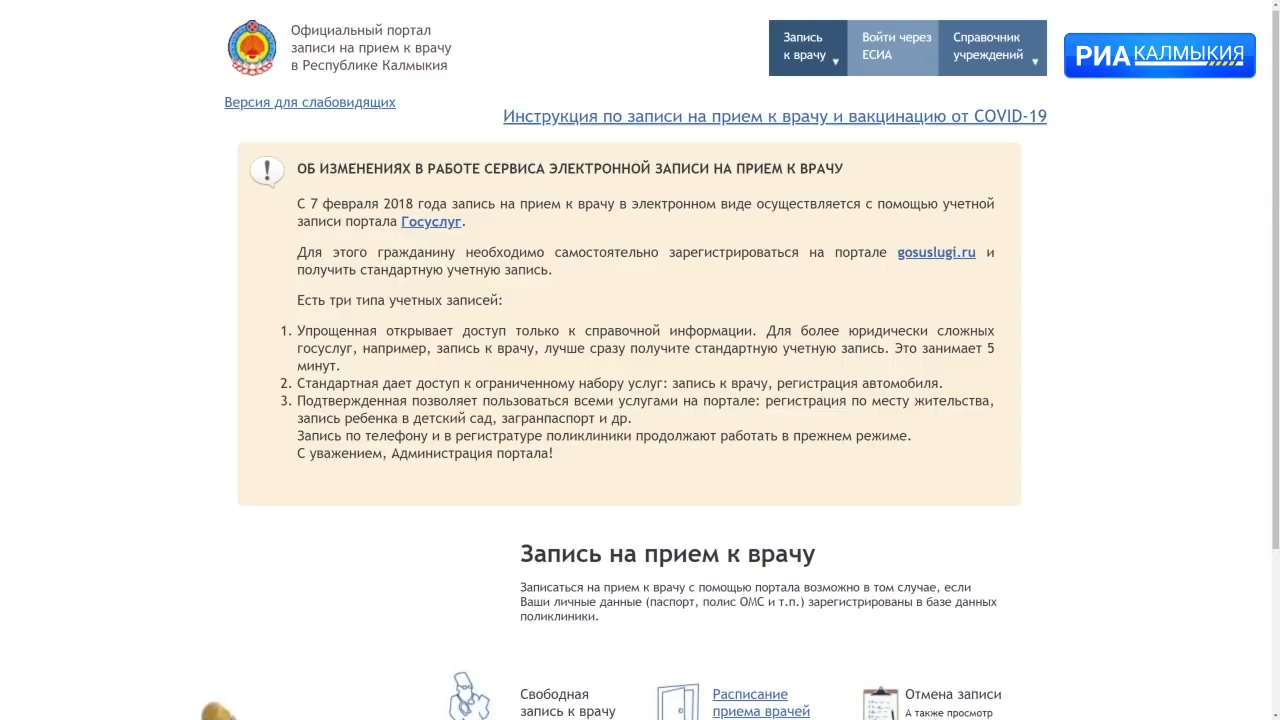 Официальный портал
записи на прием к врачу
в Республике Калмыкия
Запись
к врачу
Войти через
ЕСИА
Справочник
учреждений
РИА КАЛМЫКИЯ
Версия для слабовидящих
Инструкция по записи на прием к врачу и вакцинацию от COVID-19
ОБ ИЗМЕНЕНИЯХ В РАБОТЕ СЕРВИСА ЭЛЕКТРОННОЙ ЗАПИСИ НА ПРИЕМ К ВРАЧУ
С 7 февраля 2018 года запись на прием к врачу в электронном виде осуществляется с помощью учетной
записи портала Госуслуг.
Для этого гражданину необходимо самостоятельно зарегистрироваться на портале gosuslugi.ru и
получить стандартную учетную запись.
Есть три типа учетных записей:
1. Упрощенная открывает доступ только к справочной информации. Для более юридически сложных
госуслуг, например, запись к врачу, лучше сразу получите стандартную учетную запись. Это занимает 5
минут.
2. Стандартная дает доступ к ограниченному набору услуг: запись к врачу, регистрация автомобиля.
3. Подтвержденная позволяет пользоваться всеми услугами на портале: регистрация по месту жительства,
запись ребенка в детский сад, загранпаспорт и др.
Запись по телефону и в регистратуре поликлиники продолжают работать в прежнем режиме.
С уважением, Администрация портала!
Запись на прием к врачу
Записаться на прием к врачу с помощью портала возможно в том случае, если
Ваши личные данные (паспорт, полис ОМС и т.п.) зарегистрированы в базе данных
поликлиники.
Свободная
запись к врачу
Расписание
приема врачей
Отмена записи
А также просмотр